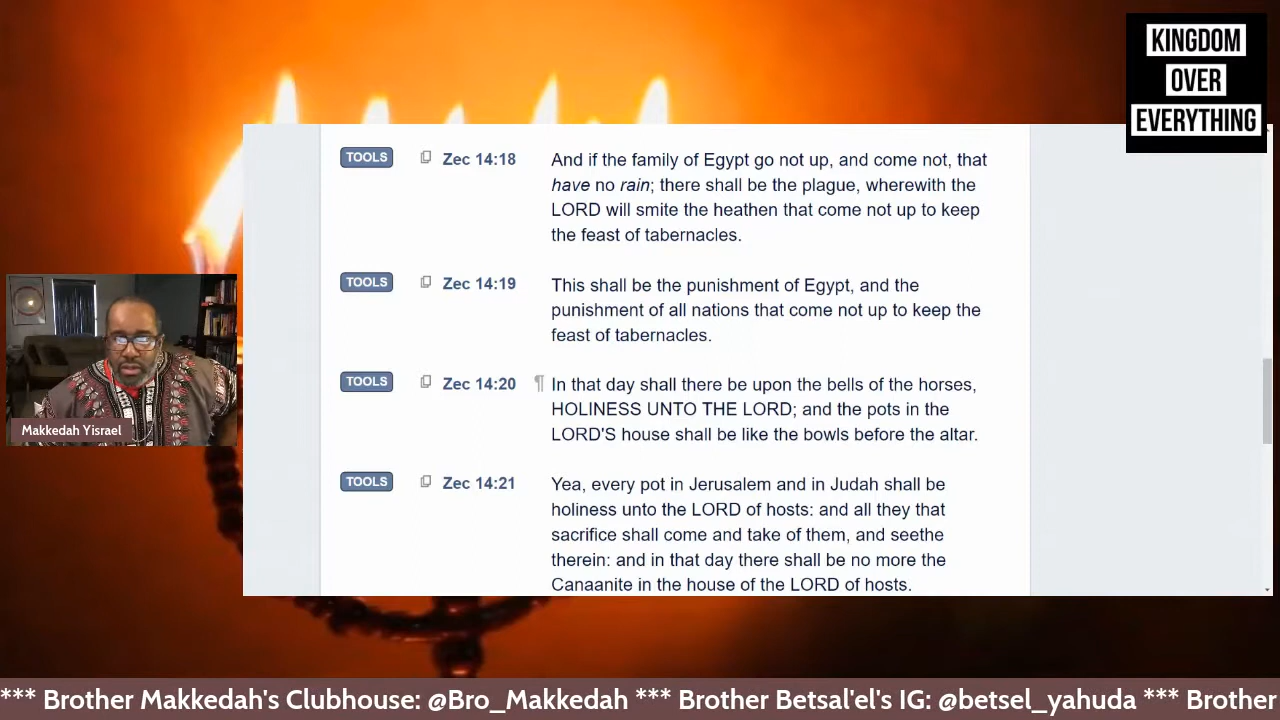 KINGDOM
OVER
EVERYTHING
TOOLS Zec 14:18 And if the family of Egypt go not up, and come not, that
have no rain; there shall be the plague, wherewith the
LORD will smite the heathen that come not up to keep
the feast of tabernacles.
TOOLS Zec 14:19 This shall be the punishment of Egypt, and the
punishment of all nations that come not up to keep the
feast of tabernacles.
TOOLS Zec 14:20 ¶ In that day shall there be upon the bells of the horses,
HOLINESS UNTO THE LORD; and the pots in the
LORD'S house shall be like the bowls before the altar.
TOOLS Zec 14:21 Yea, every pot in Jerusalem and in Judah shall be
holiness unto the LORD of hosts: and all they that
sacrifice shall come and take of them, and seethe
therein: and in that day there shall be no more the
Canaanite in the house of the LORD of hosts.
Makkedah Yisrael
*** Brother Makkedah's Clubhouse: @Bro_Makkedah *** Brother Betsal'el's IG: @betsel_yahuda *** Brother